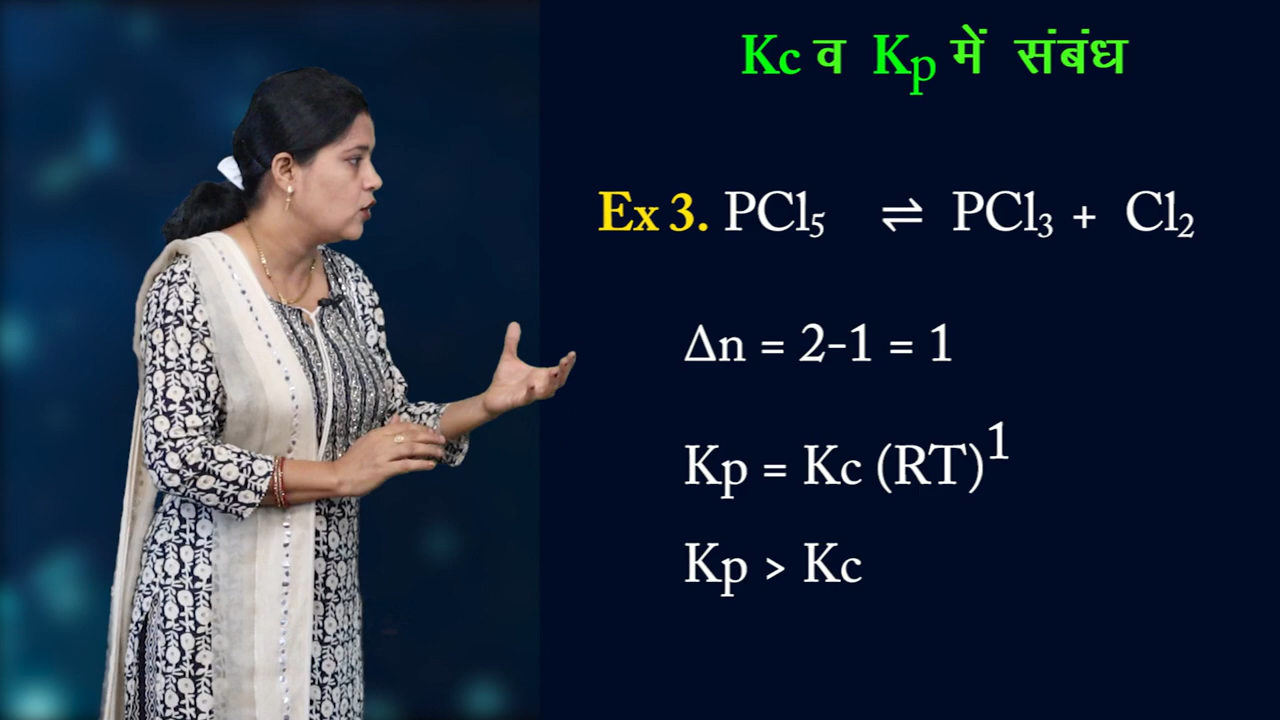 Kc व Kp में संबंध
Ex 3. PCl₅ ⇌ PCl₃ + Cl₂
Δn = 2-1 = 1
Kp = Kc (RT)¹
Kp > Kc